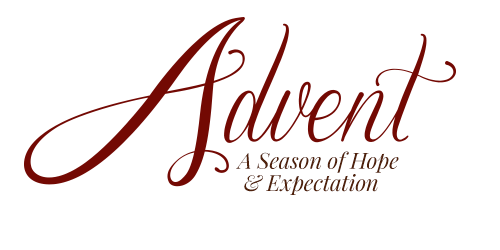 Advent
A Season of Hope
& Expectation